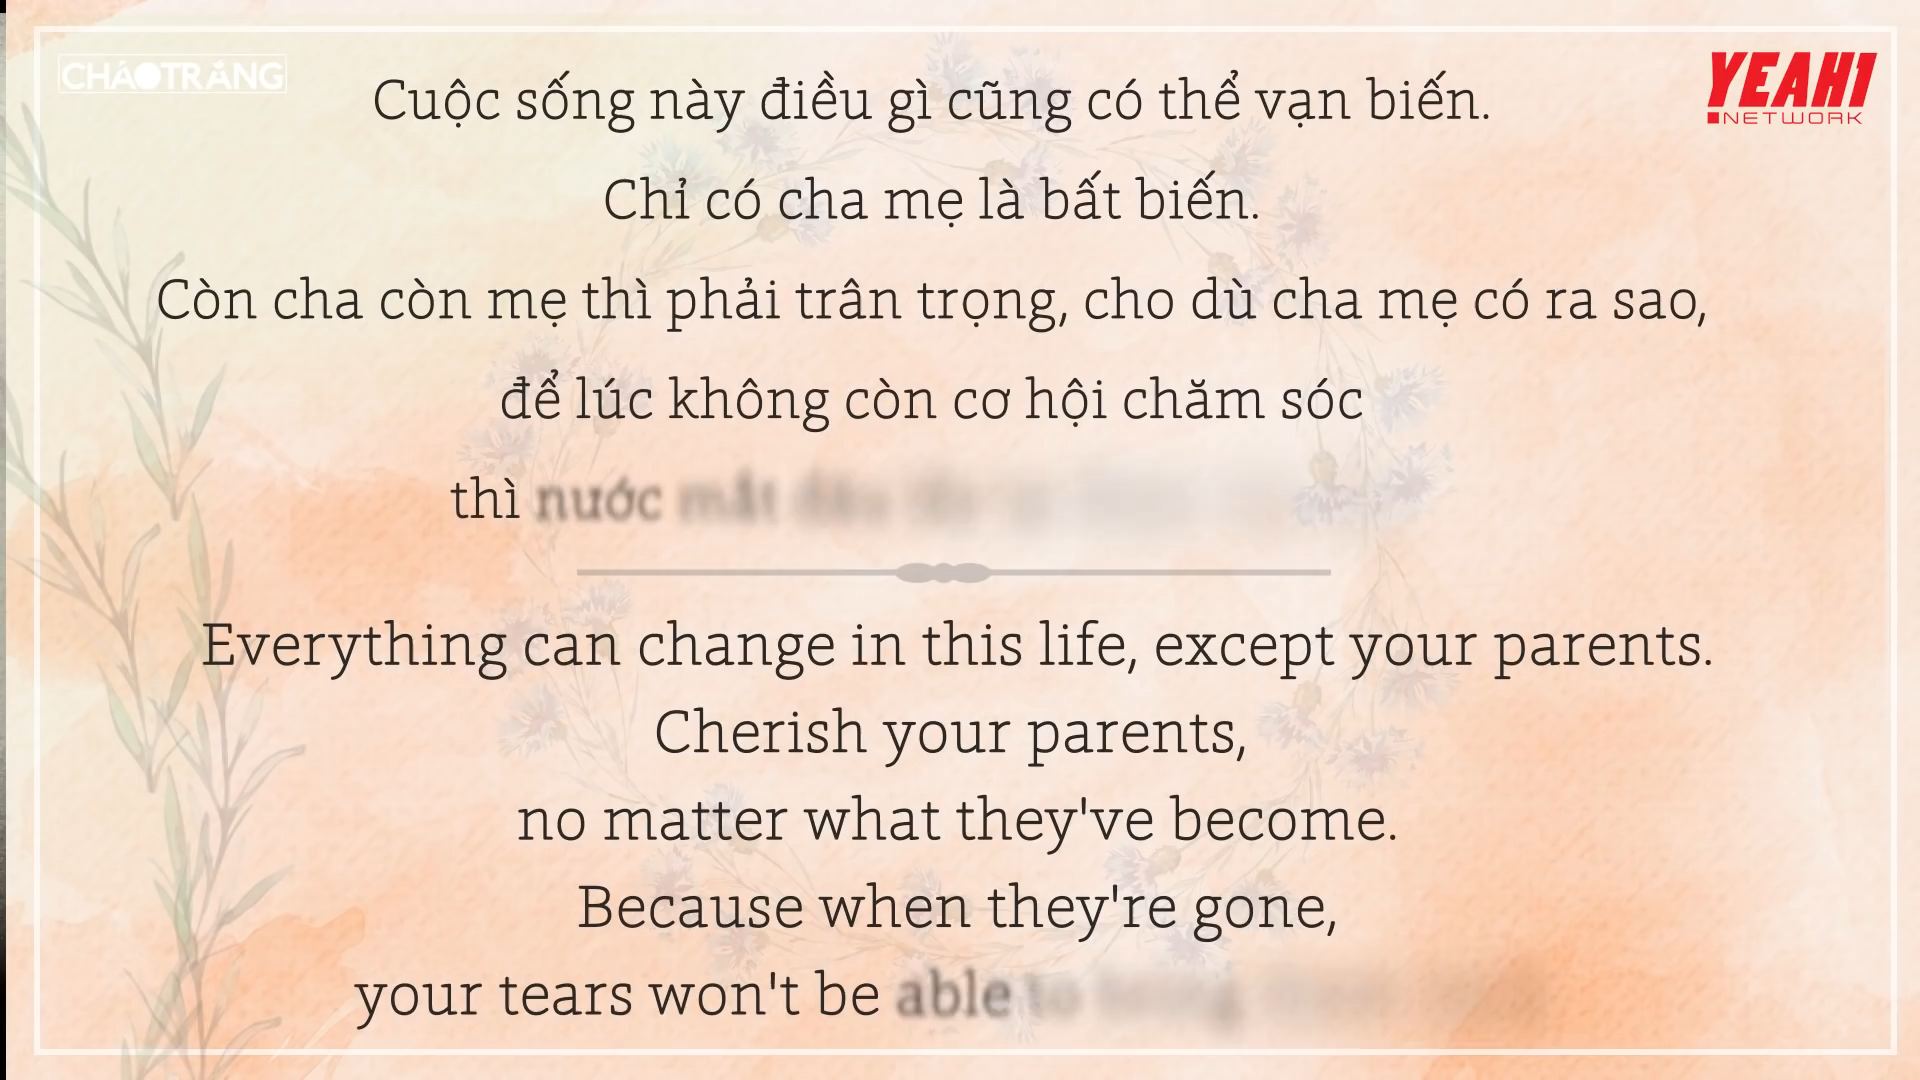 CHÁOTRẮNG
YEAH1
NETWORK
Cuộc sống này điều gì cũng có thể vạn biến.
Chỉ có cha mẹ là bất biến.
Còn cha còn mẹ thì phải trân trọng, cho dù cha mẹ có ra sao,
để lúc không còn cơ hội chăm sóc
thì nước mắt
Everything can change in this life, except your parents.
Cherish your parents,
no matter what they've become.
Because when they're gone,
your tears won't be able to